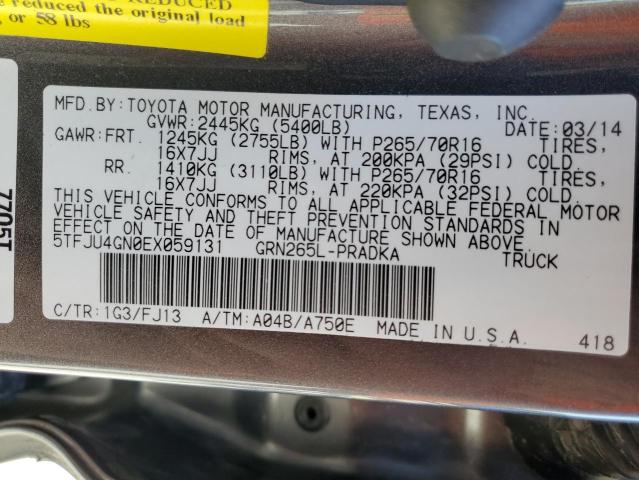 REDUCED
reduced the original load
or 58 lbs
7705T
MFD.BY:TOYOTA MOTOR MANUFACTURING, TEXAS, INC.
GVWR:2445KG (5400LB) DATE:03/14
GAWR:FRT. 1245KG (2755LB) WITH P265/70R16 TIRES,
16X7JJ RIMS, AT 200KPA (29PSI) COLD.
RR. 1410KG (3110LB) WITH P265/70R16 TIRES,
16X7JJ RIMS, AT 220KPA (32PSI) COLD.
THIS VEHICLE CONFORMS TO ALL APPLICABLE FEDERAL MOTOR
VEHICLE SAFETY AND THEFT PREVENTION STANDARDS IN
EFFECT ON THE DATE OF MANUFACTURE SHOWN ABOVE.
5TFJU4GN0EX059131 GRN265L-PRADKA TRUCK
C/TR:1G3/FJ13 A/TM:A04B/A750E MADE IN U.S.A. 418